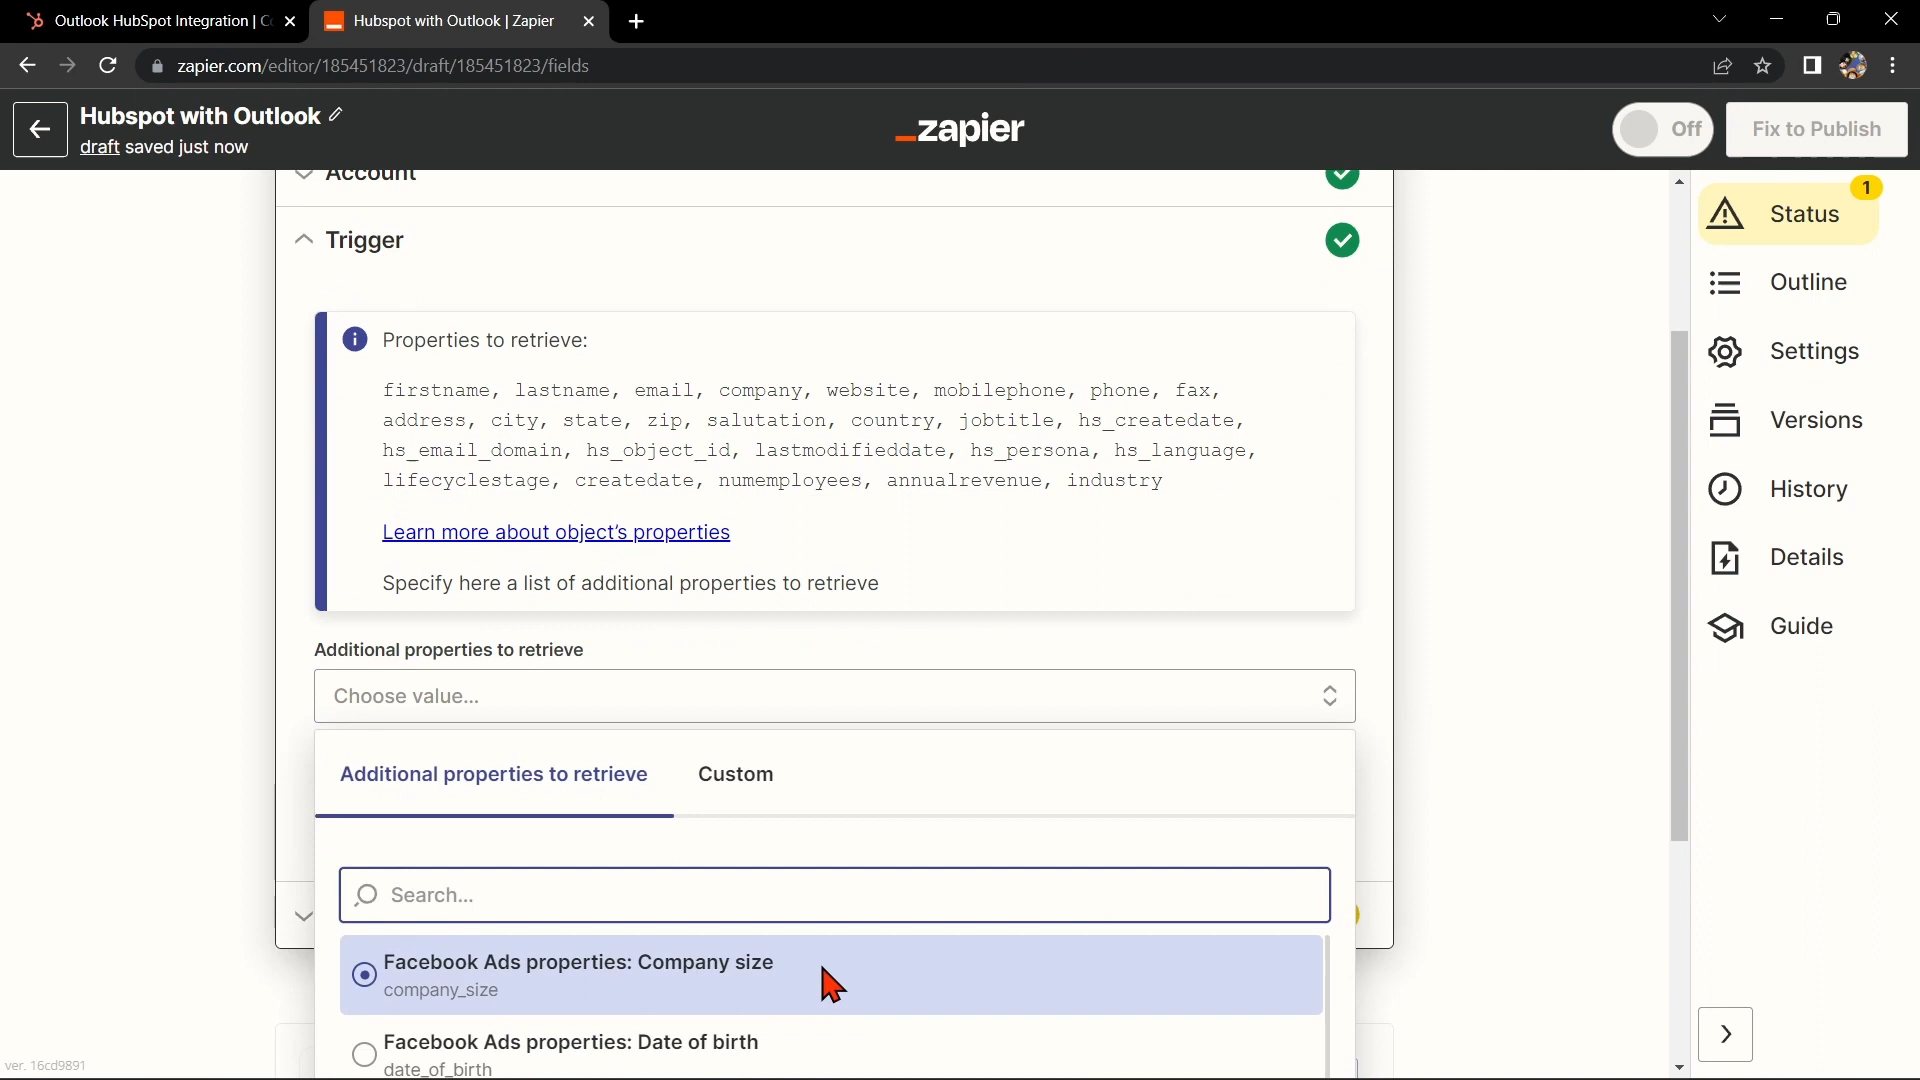 Outlook HubSpot Integration | C
Hubspot with Outlook | Zapier
zapier.com/editor/185451823/draft/185451823/fields
Hubspot with Outlook
draft saved just now
_zapier
Off
Fix to Publish
Account
Trigger
Properties to retrieve:
firstname, lastname, email, company, website, mobilephone, phone, fax,
address, city, state, zip, salutation, country, jobtitle, hs_createdate,
hs_email_domain, hs_object_id, lastmodifieddate, hs_persona, hs_language,
lifecyclestage, createdate, numemployees, annualrevenue, industry
Learn more about object's properties
Specify here a list of additional properties to retrieve
Additional properties to retrieve
Choose value...
Additional properties to retrieve
Custom
Search...
Facebook Ads properties: Company size
company_size
Facebook Ads properties: Date of birth
date_of_birth
1
Status
Outline
Settings
Versions
History
Details
Guide
ver. 16cd9891